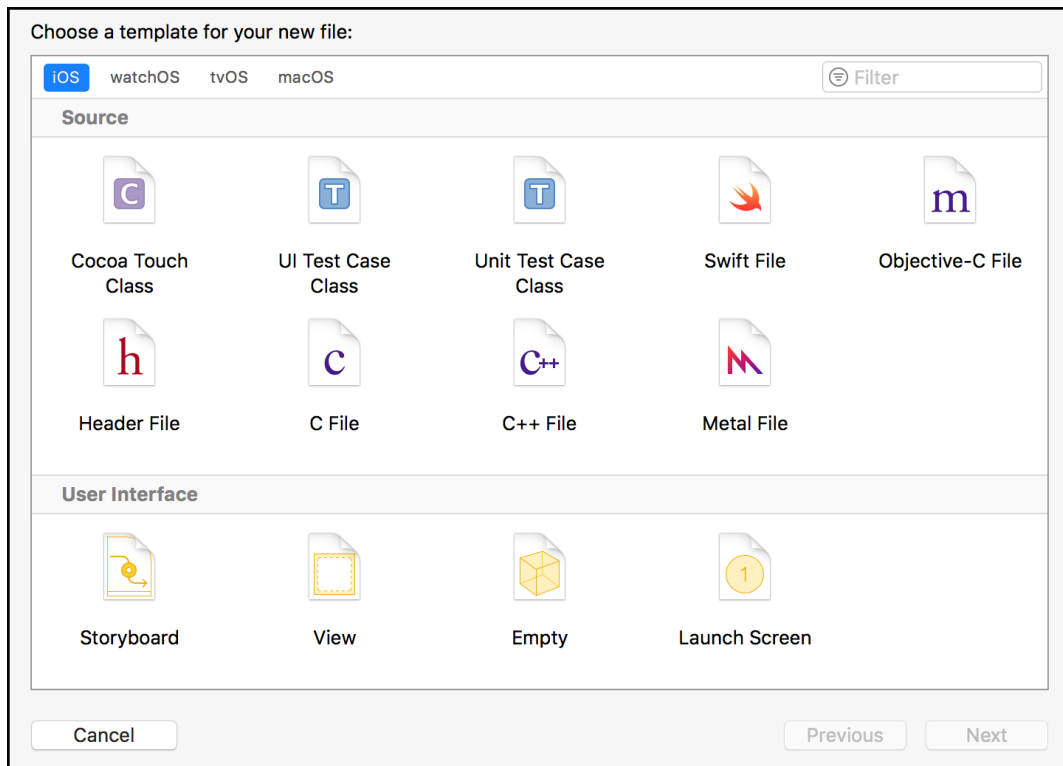 Choose a template for your new file:
iOS watchOS tvOS macOS Filter
Source
C T T m
Cocoa Touch UI Test Case Unit Test Case Swift File Objective-C File
Class Class Class
h c C++
Header File C File C++ File Metal File
User Interface
1
Storyboard View Empty Launch Screen
Cancel Previous Next